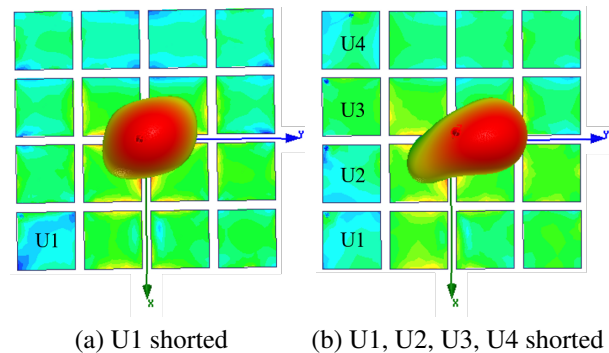 U4
U3
Y
Y
U2
U1
U1
X
X
(a) U1 shorted
(b) U1, U2, U3, U4 shorted